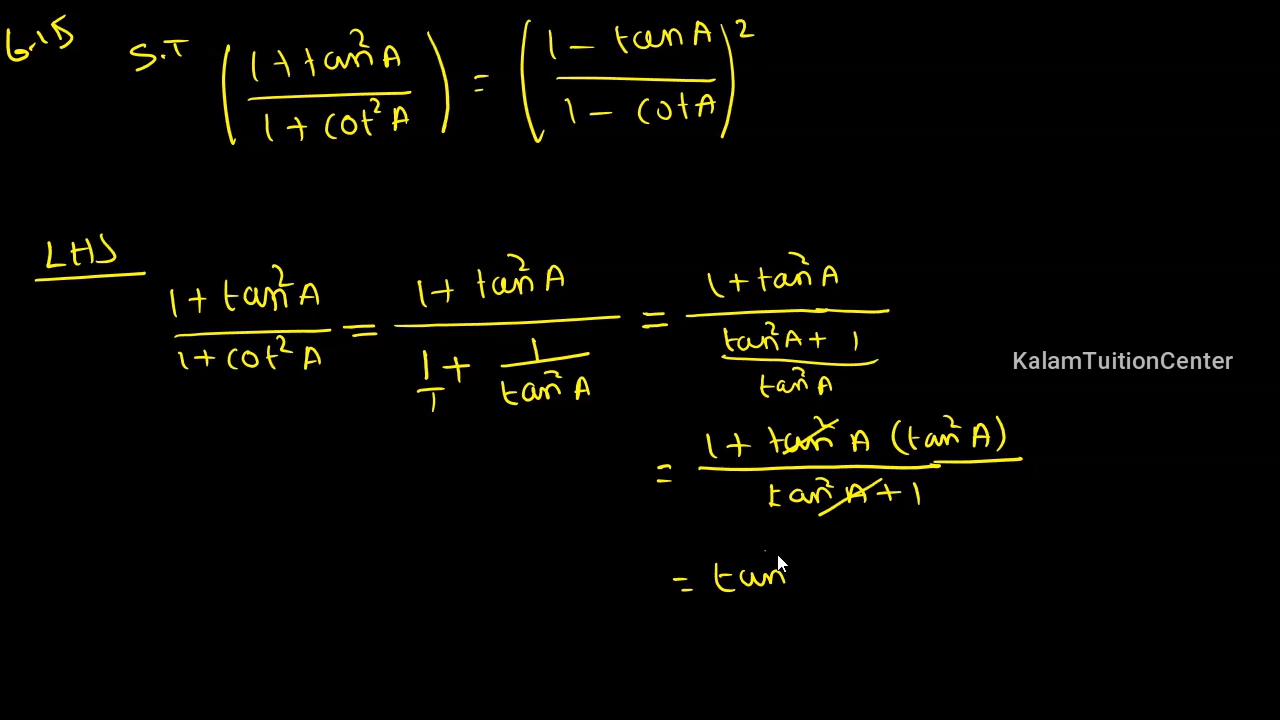 6.15 S.T (1 + tan²A / 1 + cot²A) = (1 - tanA / 1 - cotA)²
LHS
1 + tan²A / 1 + cot²A = 1 + tan²A / (1/1 + 1/tan²A) = 1 + tan²A / (tan²A + 1 / tan²A)
KalamTuitionCenter
= 1 + tan²A (tan²A) / tan²A + 1
= tan